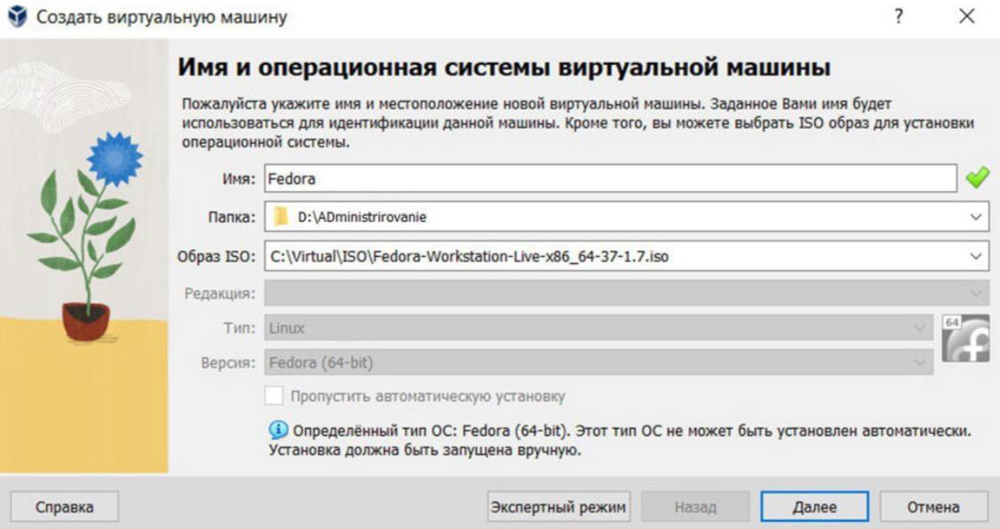 Создать виртуальную машину
Имя и операционная системы виртуальной машины
Пожалуйста укажите имя и местоположение новой виртуальной машины. Заданное Вами имя будет
использоваться для идентификации данной машины. Кроме того, вы можете выбрать ISO образ для установки
операционной системы.
Имя: Fedora
Папка: D:\ADministrirovanie
Образ ISO: C:\Virtual\ISO\Fedora-Workstation-Live-x86_64-37-1.7.iso
Редакция:
Тип: Linux
64
Версия: Fedora (64-bit)
Пропустить автоматическую установку
Определённый тип ОС: Fedora (64-bit). Этот тип ОС не может быть установлен автоматически.
Установка должна быть запущена вручную.
Справка Экспертный режим Назад Далее Отмена